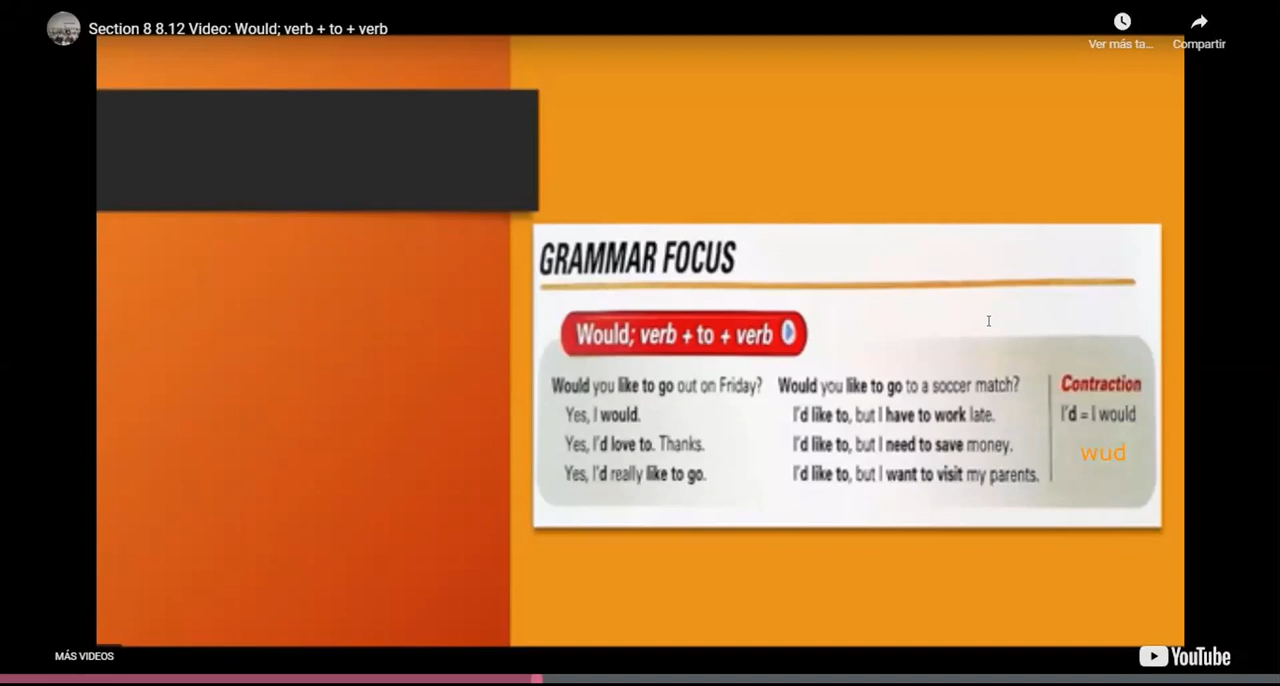 Section 8 8.12 Video: Would; verb + to + verb
Ver más ta...
Compartir
GRAMMAR FOCUS
Would; verb + to + verb
Would you like to go out on Friday?
Yes, I would.
Yes, I'd love to. Thanks.
Yes, I'd really like to go.
Would you like to go to a soccer match?
I'd like to, but I have to work late.
I'd like to, but I need to save money.
I'd like to, but I want to visit my parents.
Contraction
I'd = I would
wud
MÁS VIDEOS
YouTube